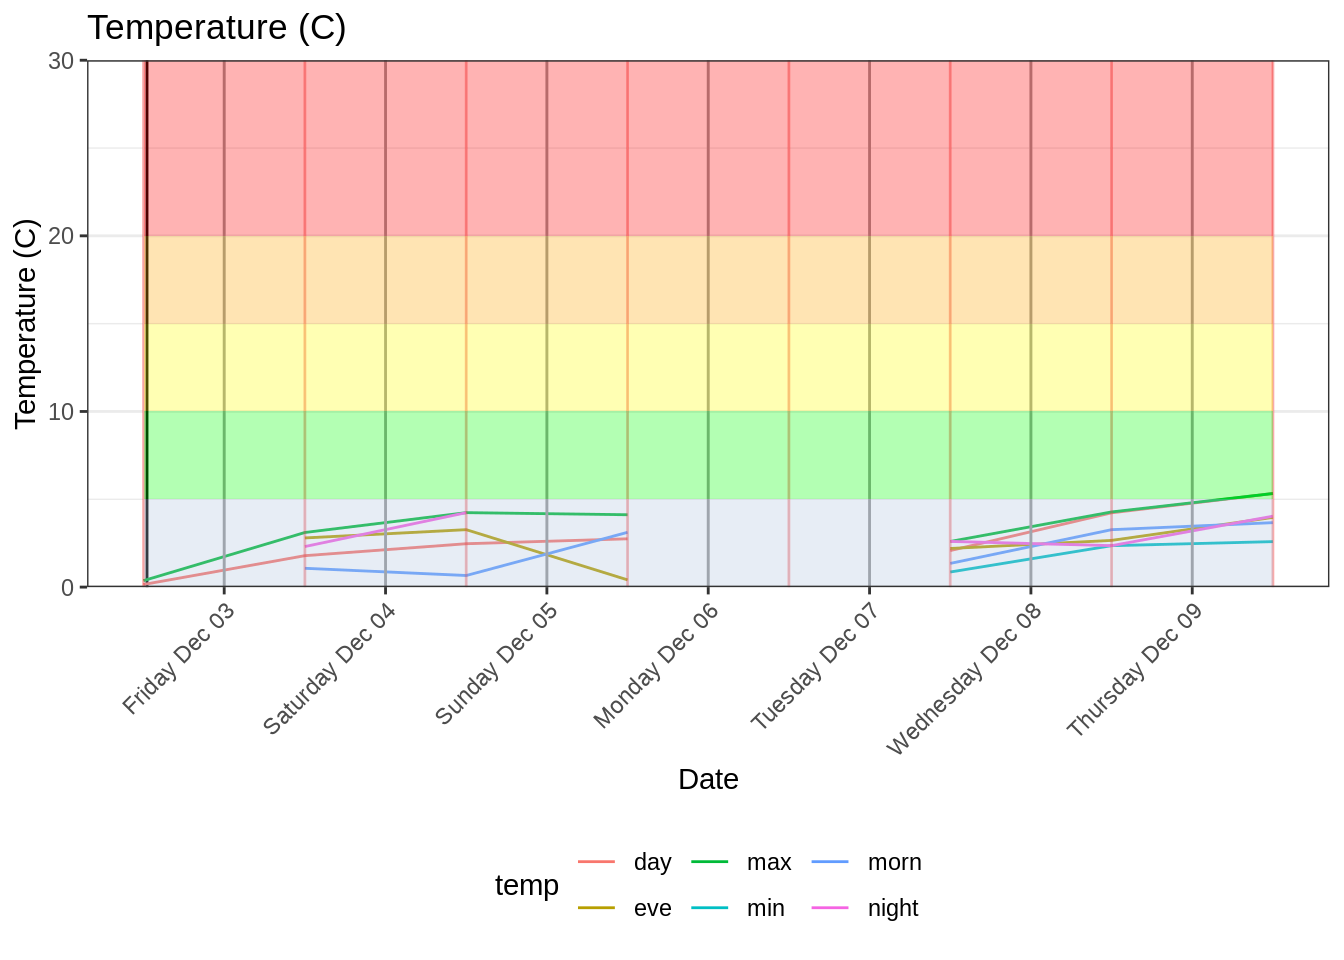 Temperature (C)
30
20
10
0
Temperature (C)
Friday Dec 03
Saturday Dec 04
Sunday Dec 05
Monday Dec 06
Tuesday Dec 07
Wednesday Dec 08
Thursday Dec 09
Date
temp
day max morn
eve min night